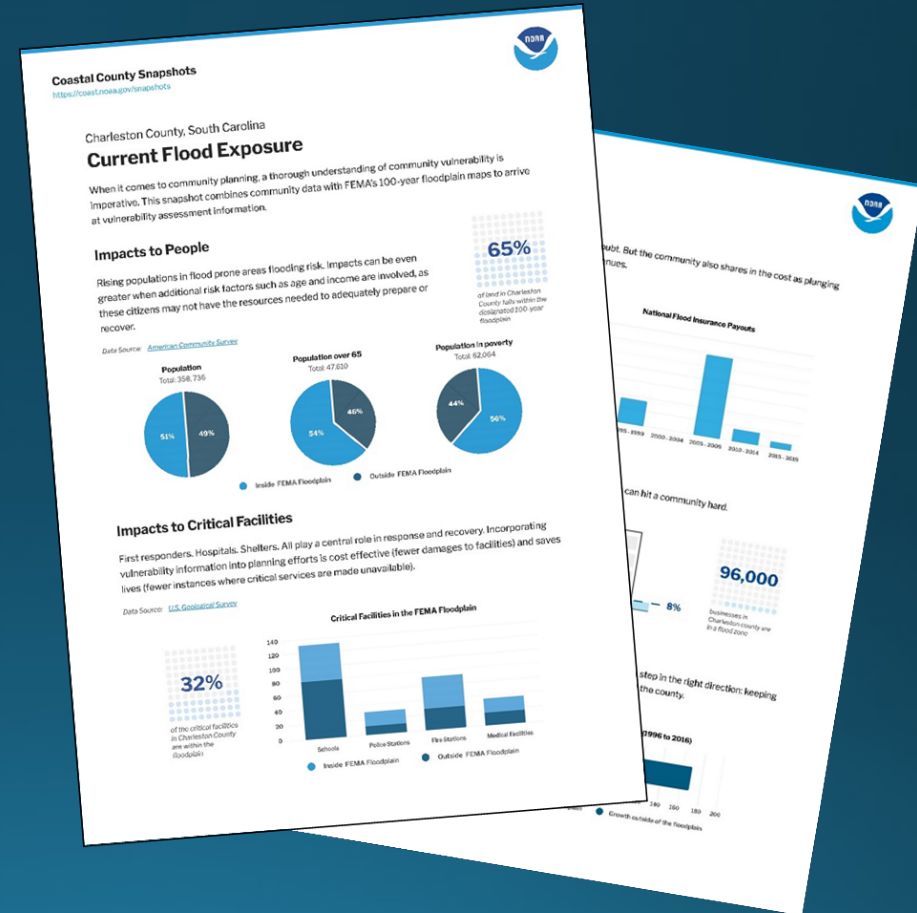 noaa
Coastal County Snapshots
https://coast.noaa.gov/snapshots
Charleston County, South Carolina
Current Flood Exposure
When it comes to community planning, a thorough understanding of community vulnerability is
imperative. This snapshot combines community data with FEMA's 100-year floodplain maps to arrive
at vulnerability assessment information.
Impacts to People
Rising populations in flood prone areas flooding risk. Impacts can be even
greater when additional risk factors such as age and income are involved, as
these citizens may not have the resources needed to adequately prepare or
recover.
65%
of land in Charleston
County falls within the
designated 100-year
floodplain
Data Source: American Community Survey
Population
Total: 358,736
51%
49%
Population over 65
Total: 47,610
54%
46%
Population in poverty
Total: 62,064
44%
56%
Inside FEMA Floodplain
Outside FEMA Floodplain
Impacts to Critical Facilities
First responders. Hospitals. Shelters. All play a central role in response and recovery. Incorporating
vulnerability information into planning efforts is cost effective (fewer damages to facilities) and saves
lives (fewer instances where critical services are made unavailable).
Data Source: U.S. Geological Survey
32%
of the critical facilities
in Charleston County
are within the
floodplain
Critical Facilities in the FEMA Floodplain
140
120
100
80
60
40
20
0
Schools
Police Stations
Fire Stations
Medical Facilities
Inside FEMA Floodplain
Outside FEMA Floodplain
noaa
But the community also shares in the cost as plunging
National Flood Insurance Payouts
2000-2004
2005-2009
2010-2014
2015-2019
can hit a community hard.
8%
96,000
businesses in
Charleston county are
in a flood zone
step in the right direction: keeping
the county.
(1996 to 2016)
140
160
180
200
Growth outside of the floodplain